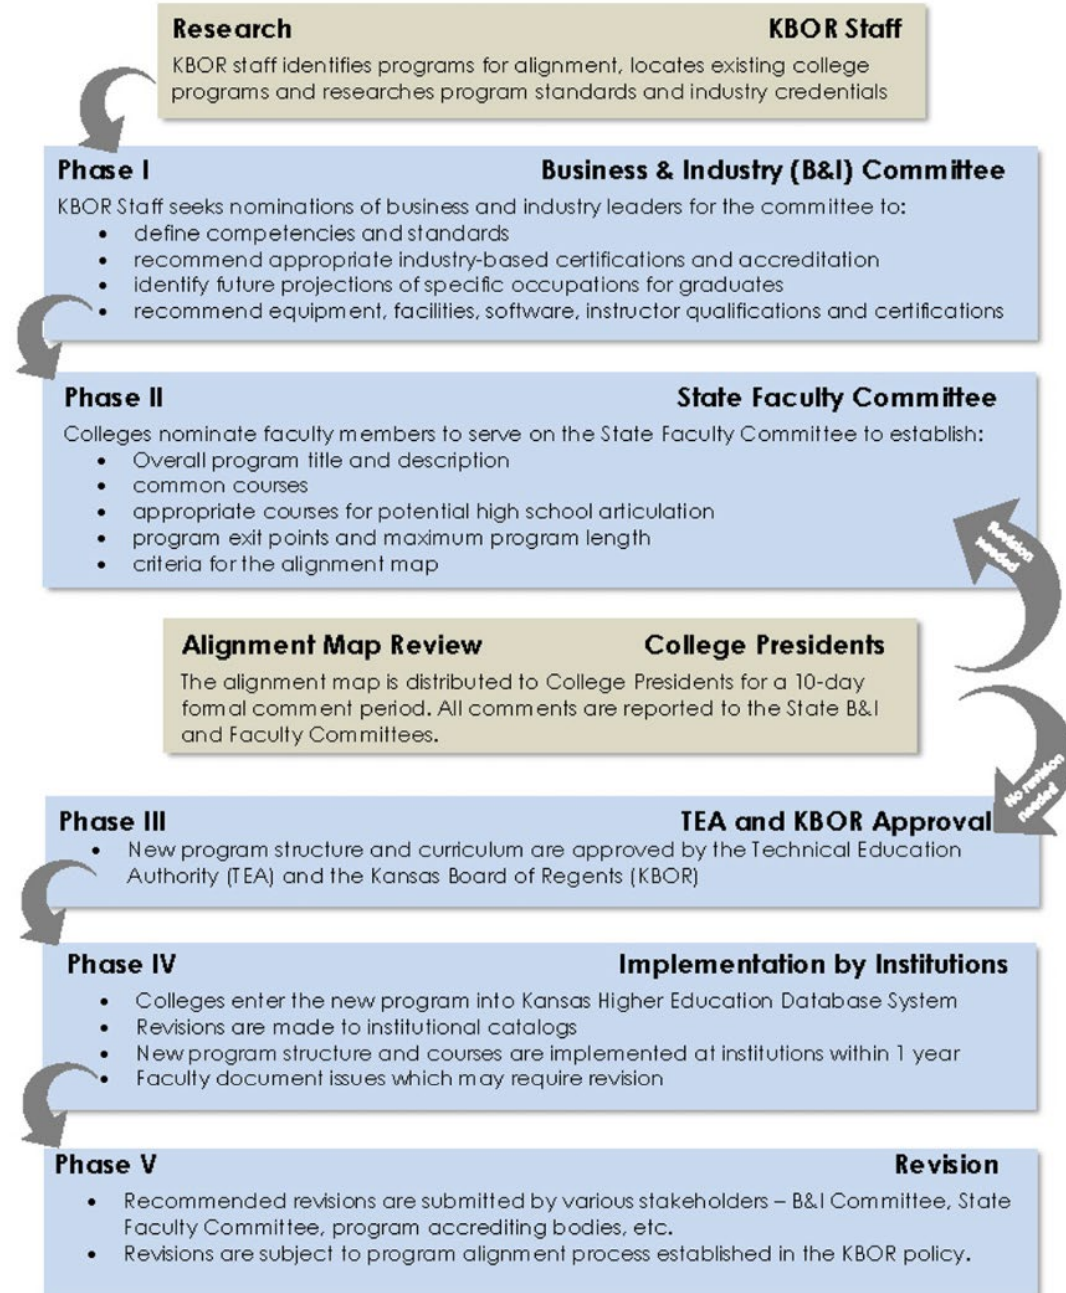 Research KBOR Staff
KBOR staff identifies programs for alignment, locates existing college
programs and researches program standards and industry credentials
Phase I Business & Industry (B&I) Committee
KBOR Staff seeks nominations of business and industry leaders for the committee to:
• define competencies and standards
• recommend appropriate industry-based certifications and accreditation
• identify future projections of specific occupations for graduates
• recommend equipment, facilities, software, instructor qualifications and certifications
Phase II State Faculty Committee
Colleges nominate faculty members to serve on the State Faculty Committee to establish:
• Overall program title and description
• common courses
• appropriate courses for potential high school articulation
• program exit points and maximum program length
• criteria for the alignment map
Revision
needed
Alignment Map Review College Presidents
The alignment map is distributed to College Presidents for a 10-day
formal comment period. All comments are reported to the State B&I
and Faculty Committees.
No revision
needed
Phase III TEA and KBOR Approval
• New program structure and curriculum are approved by the Technical Education
Authority (TEA) and the Kansas Board of Regents (KBOR)
Phase IV Implementation by Institutions
• Colleges enter the new program into Kansas Higher Education Database System
• Revisions are made to institutional catalogs
• New program structure and courses are implemented at institutions within 1 year
• Faculty document issues which may require revision
Phase V Revision
• Recommended revisions are submitted by various stakeholders – B&I Committee, State
Faculty Committee, program accrediting bodies, etc.
• Revisions are subject to program alignment process established in the KBOR policy.